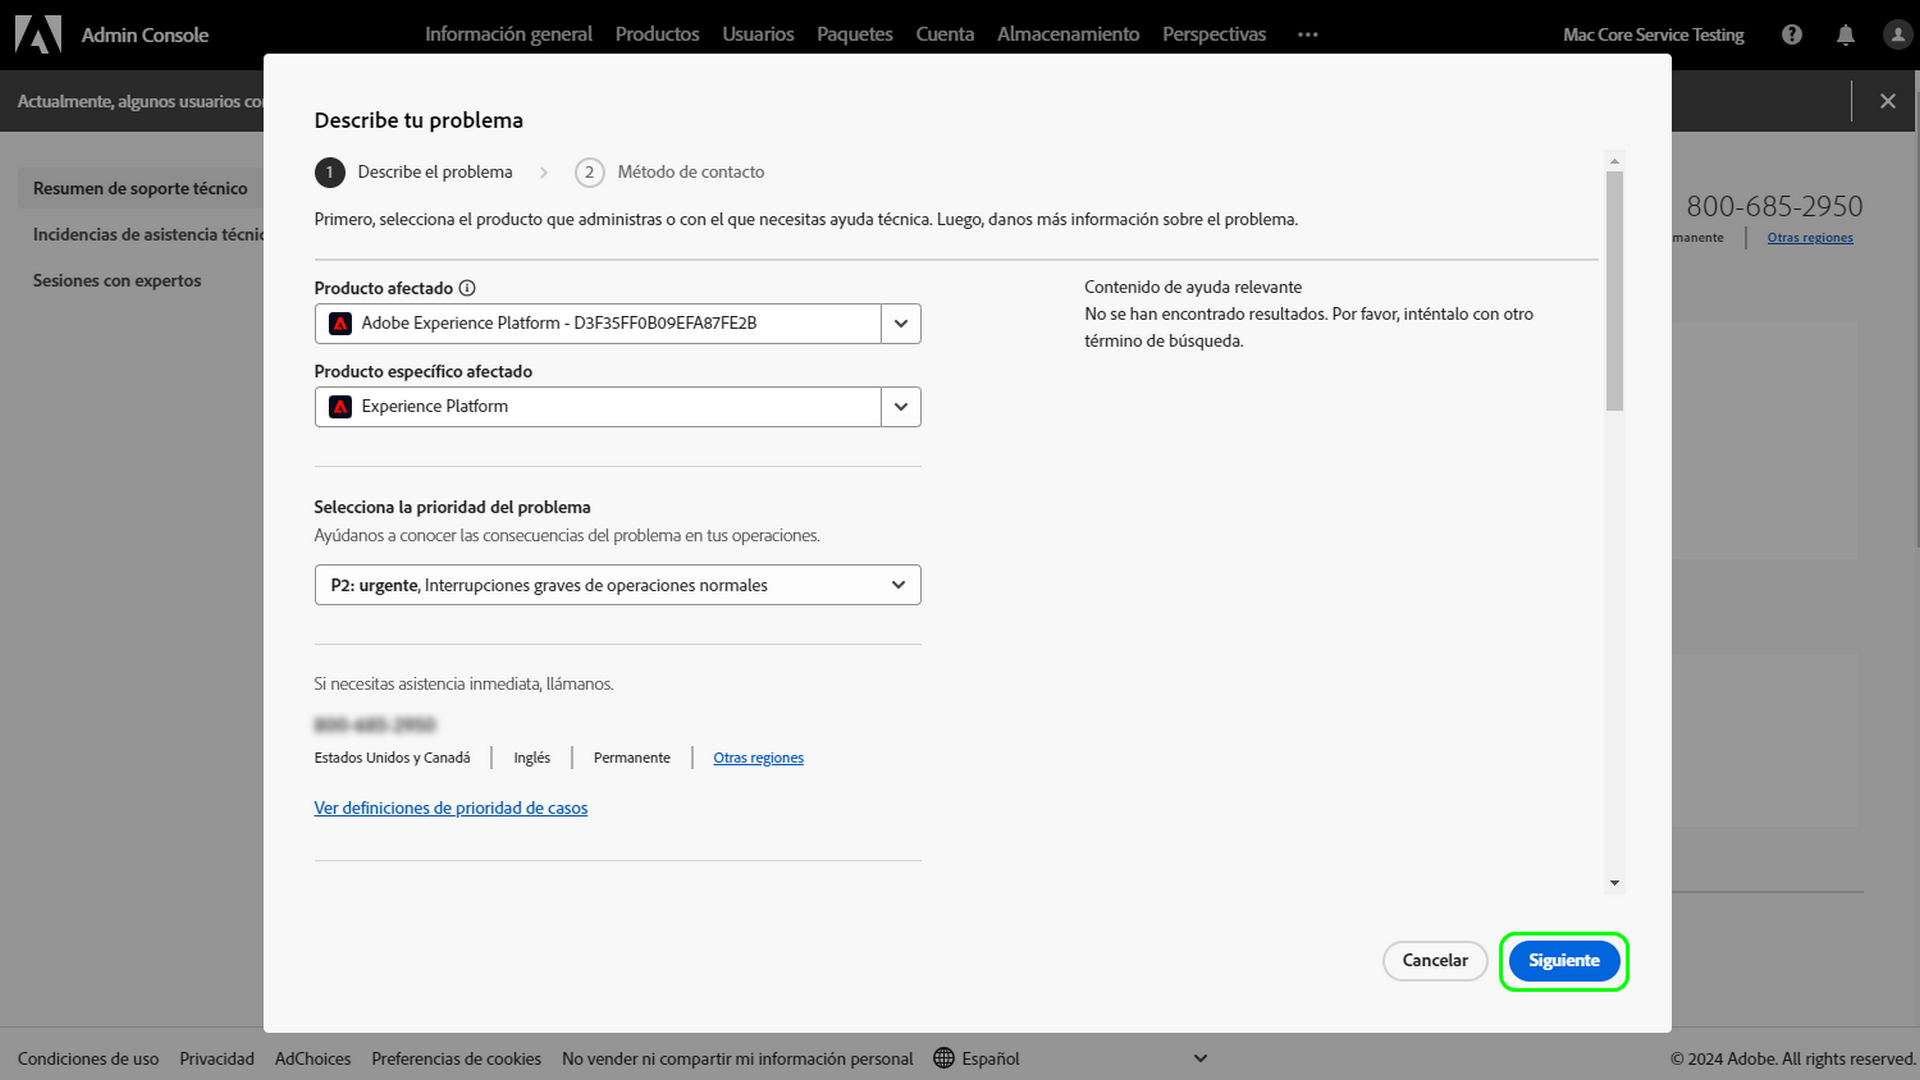 Admin Console
Información general Productos Usuarios Paquetes Cuenta Almacenamiento Perspectivas
Mac Core Service Testing
Actualmente, algunos usuarios co
Describe tu problema
1 Describe el problema
2 Método de contacto
Primero, selecciona el producto que administras o con el que necesitas ayuda técnica. Luego, danos más información sobre el problema.
Resumen de soporte técnico
Incidencias de asistencia técni
Sesiones con expertos
800-685-2950
manente | Otras regiones
Producto afectado
Adobe Experience Platform - D3F35FF0B09EFA87FE2B
Producto específico afectado
Experience Platform
Contenido de ayuda relevante
No se han encontrado resultados. Por favor, inténtalo con otro
término de búsqueda.
Selecciona la prioridad del problema
Ayúdanos a conocer las consecuencias del problema en tus operaciones.
P2: urgente, Interrupciones graves de operaciones normales
Si necesitas asistencia inmediata, llámanos.
Estados Unidos y Canadá | Inglés | Permanente | Otras regiones
Ver definiciones de prioridad de casos
Cancelar
Siguiente
Condiciones de uso Privacidad AdChoices Preferencias de cookies No vender ni compartir mi información personal Español
© 2024 Adobe. All rights reserved.